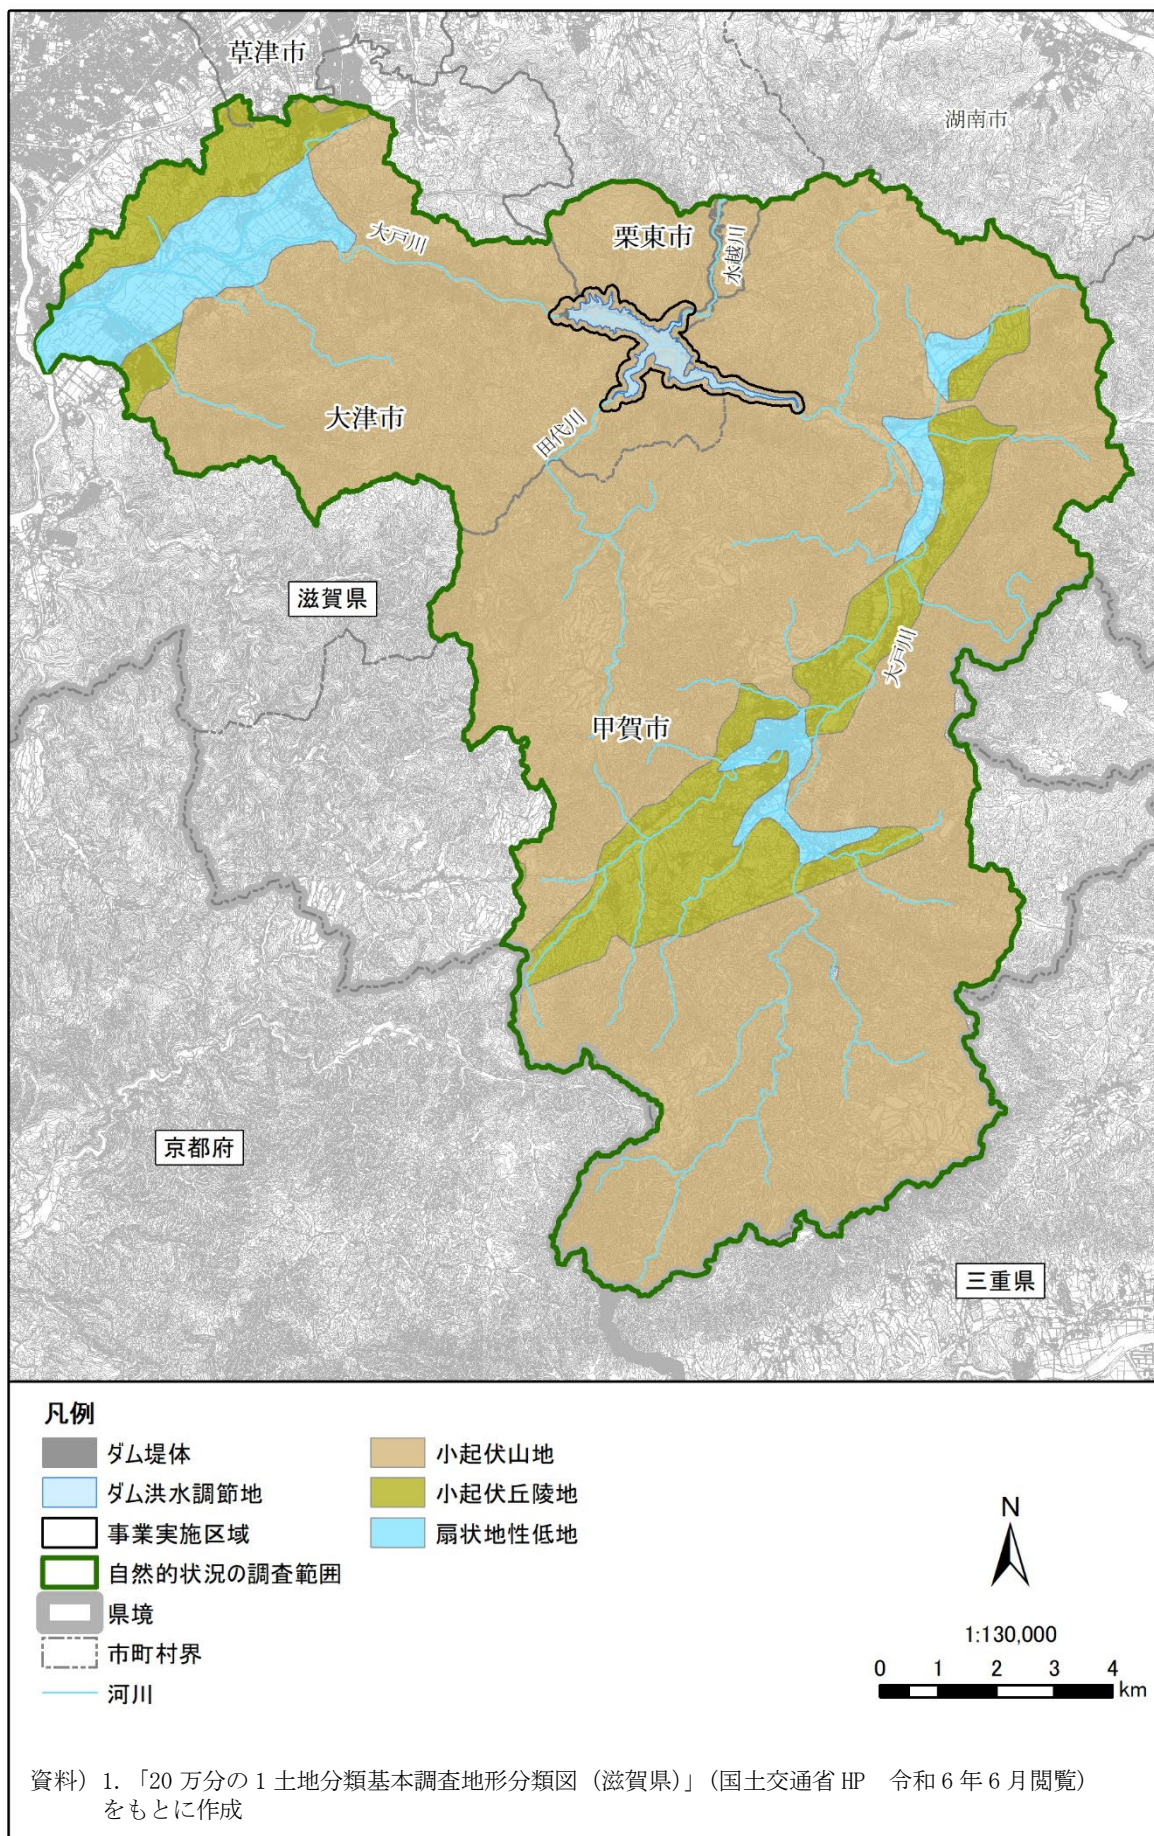 草津市
湖南市
栗東市
大戸川
水越川
大津市
田代川
滋賀県
大戸川
甲賀市
京都府
三重県
凡例
ダム堤体
ダム洪水調節地
事業実施区域
自然的状況の調査範囲
県境
市町村界
河川
小起伏山地
小起伏丘陵地
扇状地性低地
N
1:130,000
0 1 2 3 4
km
資料）1.「20 万分の 1 土地分類基本調査地形分類図（滋賀県）」（国土交通省 HP　令和 6 年 6 月閲覧）
をもとに作成